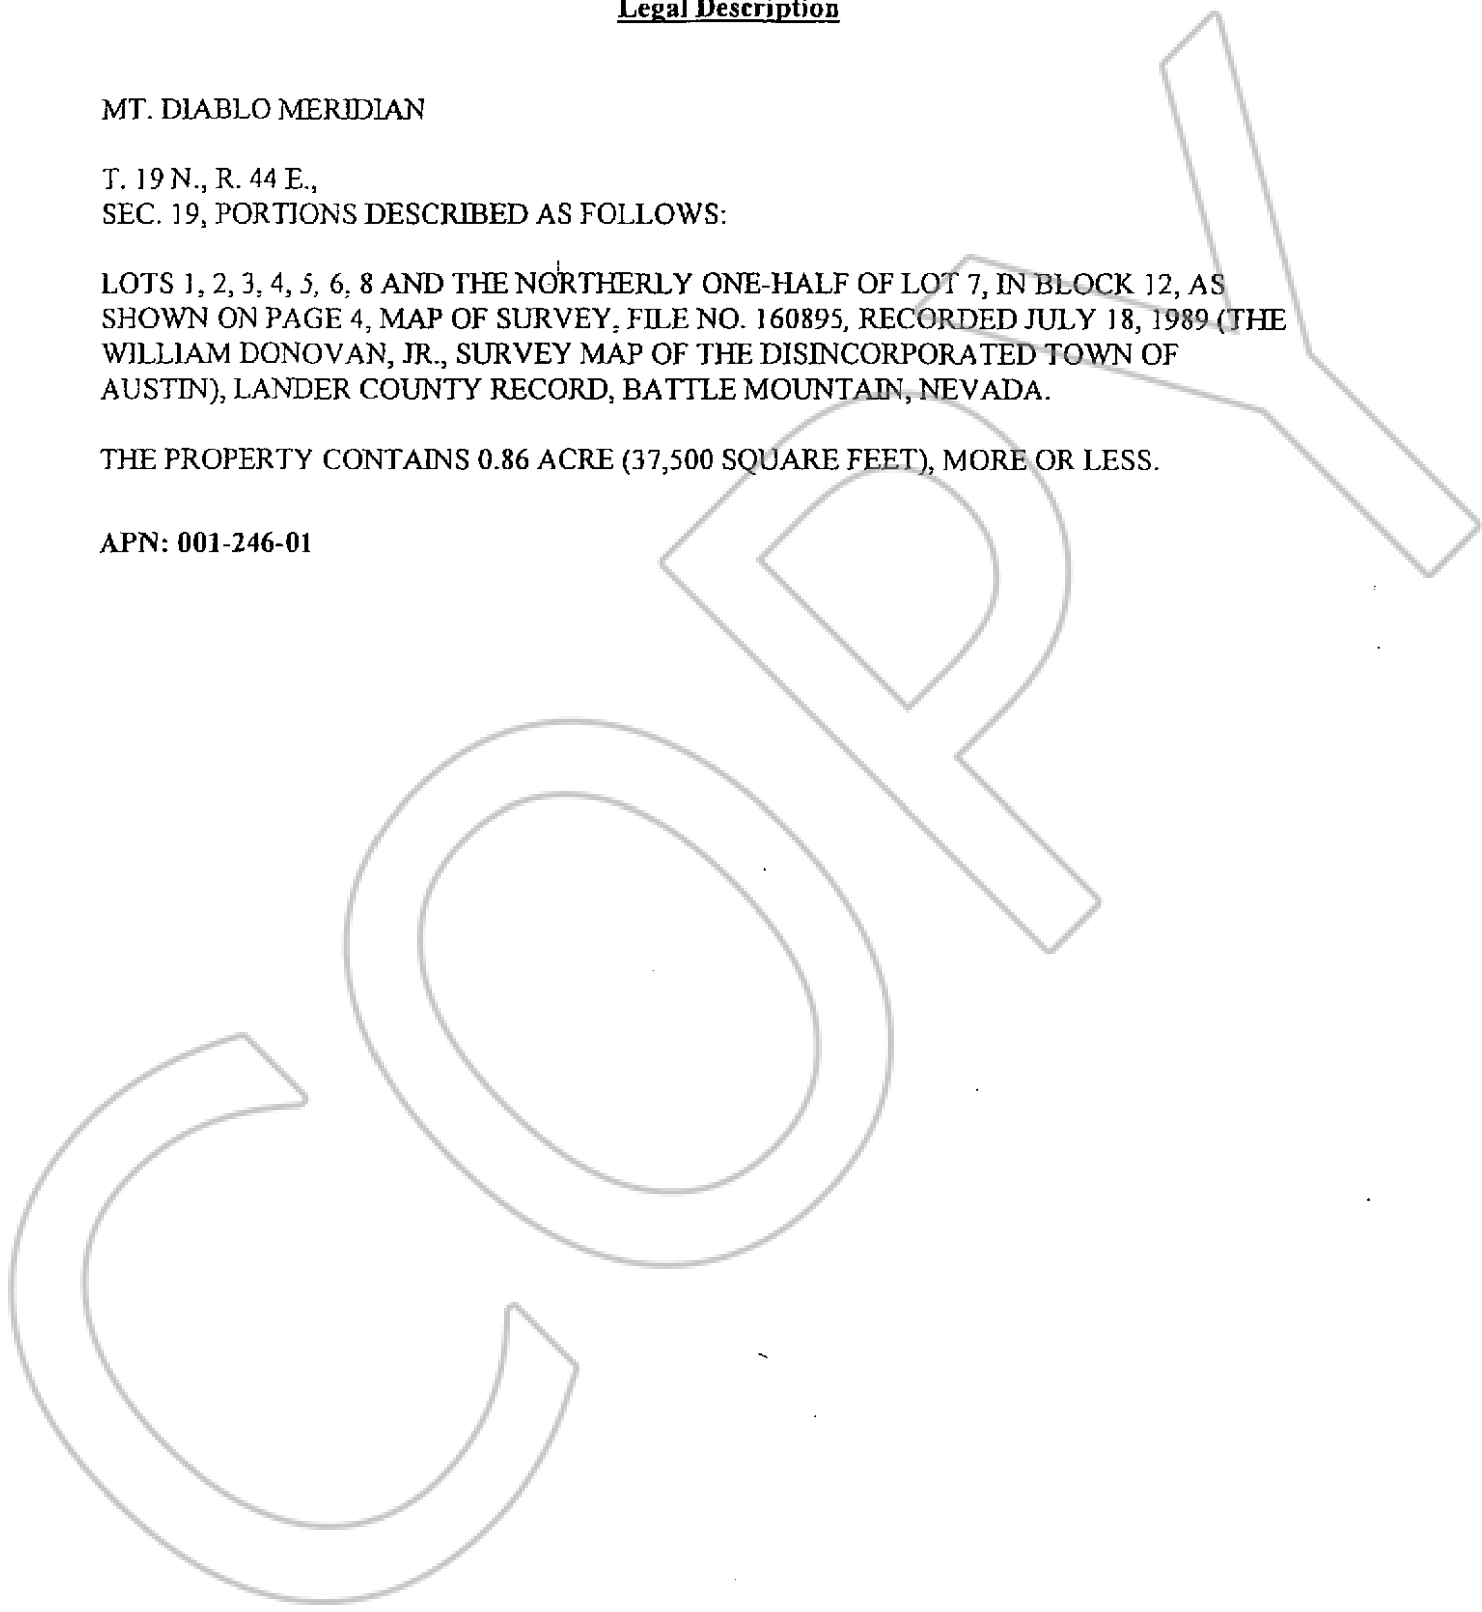 Legal Description
MT. DIABLO MERIDIAN
T. 19 N., R. 44 E.,
SEC. 19, PORTIONS DESCRIBED AS FOLLOWS:
LOTS 1, 2, 3, 4, 5, 6, 8 AND THE NORTHERLY ONE-HALF OF LOT 7, IN BLOCK 12, AS
SHOWN ON PAGE 4, MAP OF SURVEY, FILE NO. 160895, RECORDED JULY 18, 1989 (THE
WILLIAM DONOVAN, JR., SURVEY MAP OF THE DISINCORPORATED TOWN OF
AUSTIN), LANDER COUNTY RECORD, BATTLE MOUNTAIN, NEVADA.
THE PROPERTY CONTAINS 0.86 ACRE (37,500 SQUARE FEET), MORE OR LESS.
APN: 001-246-01
COPY